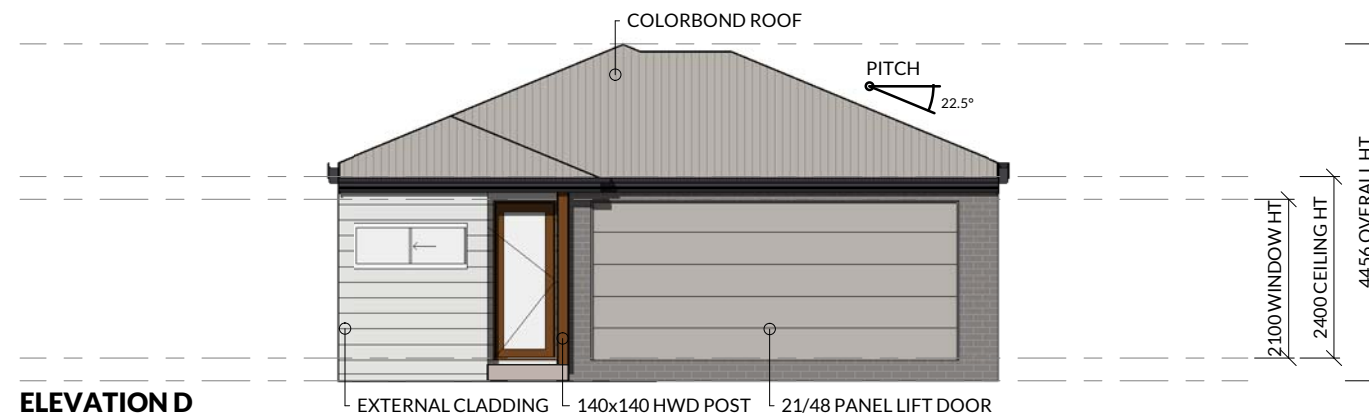 COLORBOND ROOF
PITCH
22.5°
2100 WINDOW HT
2400 CEILING HT
4456 OVERALL HT
ELEVATION D
EXTERNAL CLADDING
140x140 HWD POST
21/48 PANEL LIFT DOOR